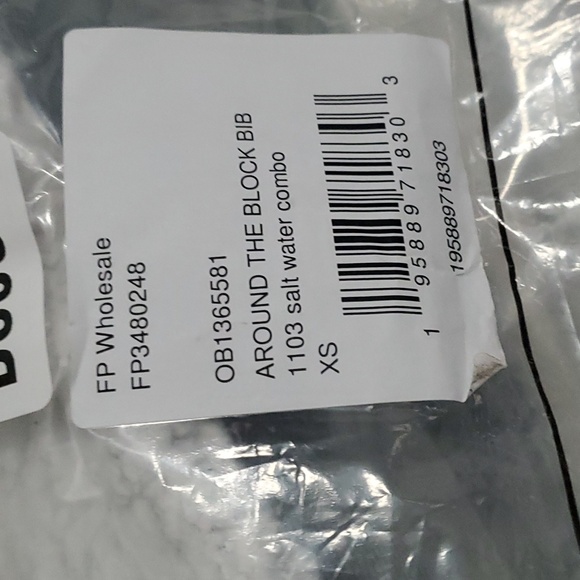 FP Wholesale
FP3480248
OB1365581
AROUND THE BLOCK BIB
1103 salt water combo
XS
1 95889 71830 3
195889718303